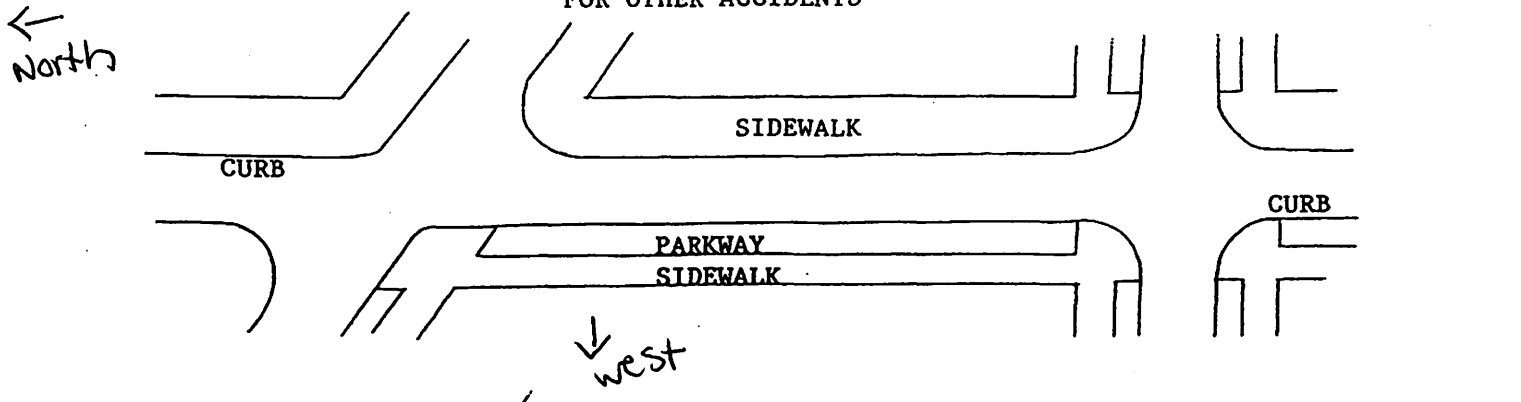 FOR OTHER ACCIDENTS
North
SIDEWALK
CURB
CURB
PARKWAY
SIDEWALK
west